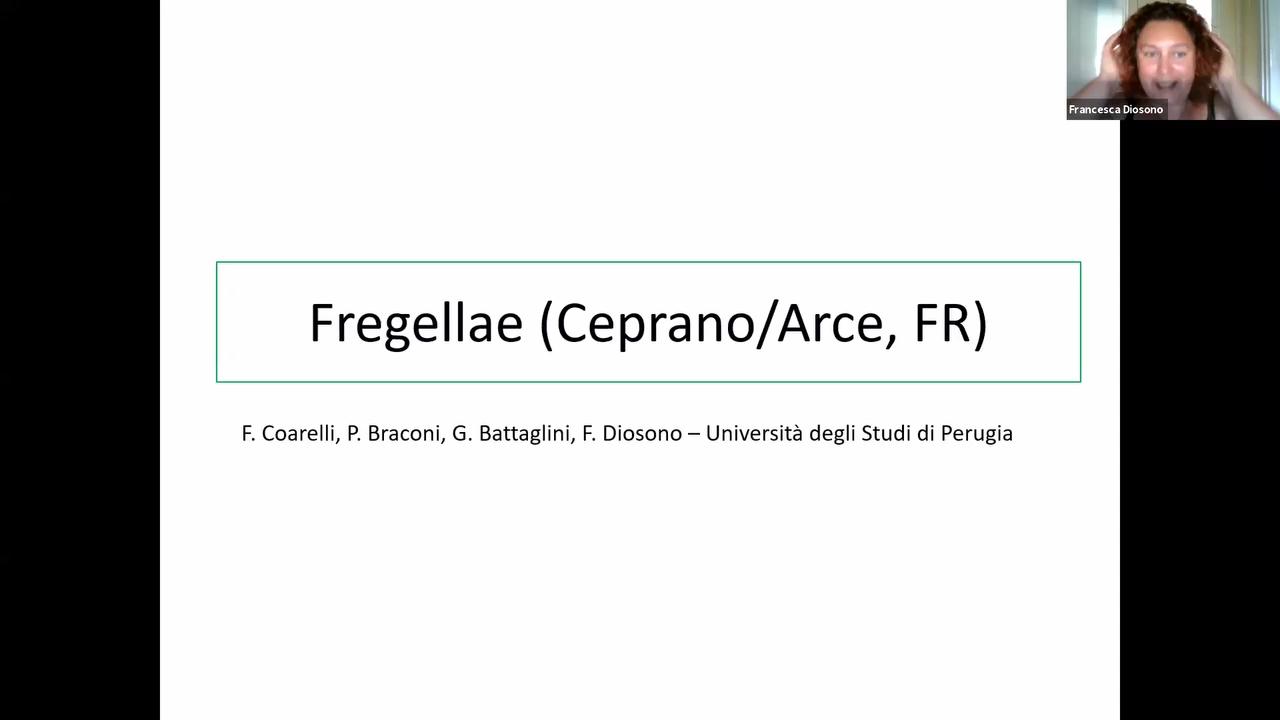 Francesca Diosono
Fregellae (Ceprano/Arce, FR)
F. Coarelli, P. Braconi, G. Battaglini, F. Diosono – Università degli Studi di Perugia